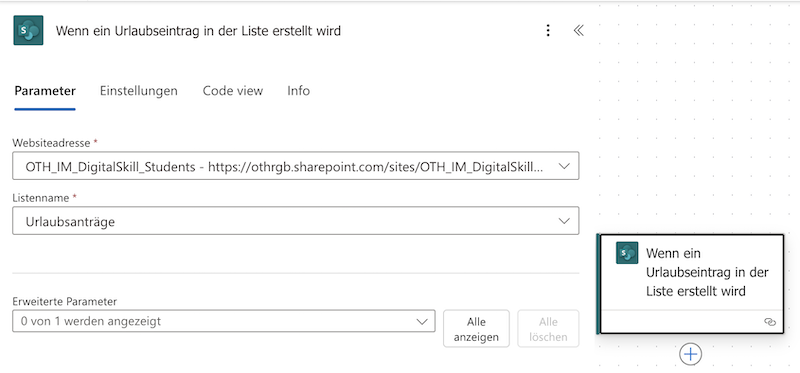 Wenn ein Urlaubseintrag in der Liste erstellt wird
Parameter
Einstellungen
Code view
Info
Websiteadresse *
OTH_IM_DigitalSkill_Students - https://othrgb.sharepoint.com/sites/OTH_IM_DigitalSkill...
Listenname *
Urlaubsanträge
Erweiterte Parameter
0 von 1 werden angezeigt
Alle
anzeigen
Alle
löschen
Wenn ein
Urlaubseintrag in der
Liste erstellt wird